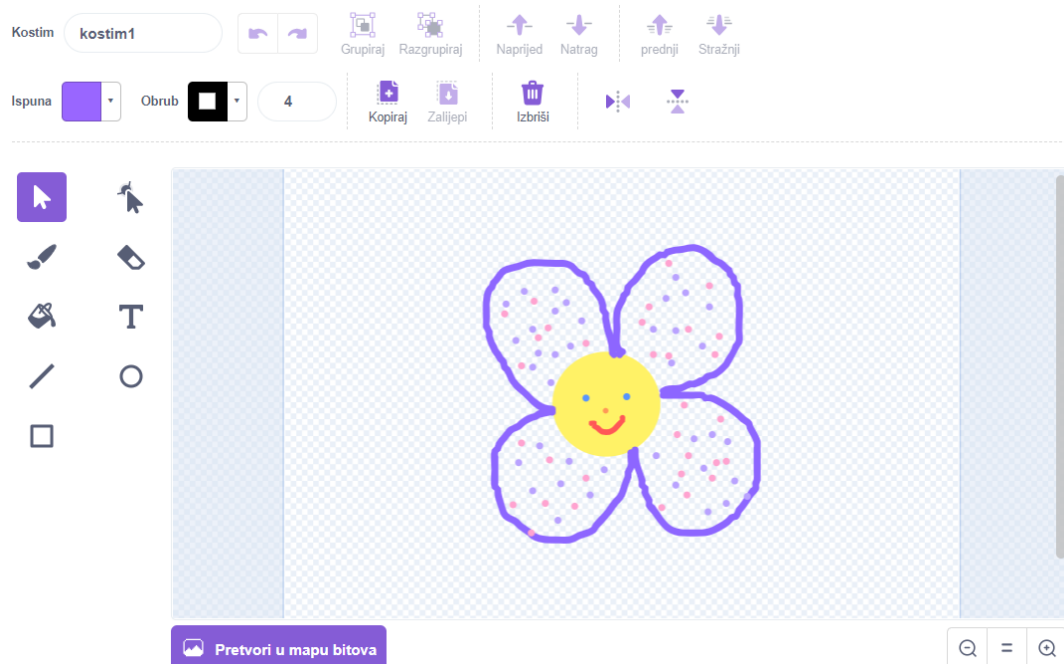 Kostim kostim1
Grupiraj Razgrupiraj Naprijed Natrag prednji Stražnji
Ispuna Obrub 4
Kopiraj Zalijepi Izbriši
T
Pretvori u mapu bitova